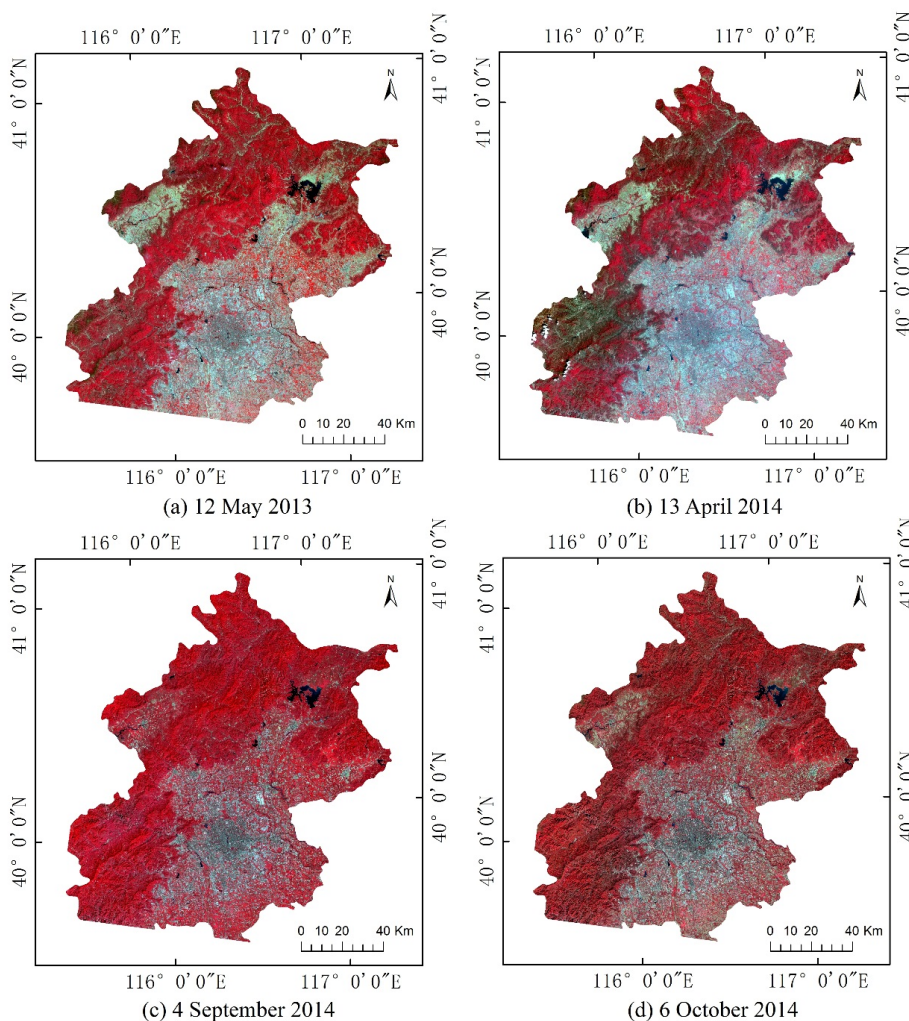 116° 0′ 0″E 117° 0′ 0″E
41° 0′ 0″N
41° 0′ 0″N
N
40° 0′ 0″N
40° 0′ 0″N
0 10 20 40 Km
116° 0′ 0″E 117° 0′ 0″E
(a) 12 May 2013
116° 0′ 0″E 117° 0′ 0″E
41° 0′ 0″N
41° 0′ 0″N
N
40° 0′ 0″N
40° 0′ 0″N
0 10 20 40 Km
116° 0′ 0″E 117° 0′ 0″E
(b) 13 April 2014
116° 0′ 0″E 117° 0′ 0″E
41° 0′ 0″N
41° 0′ 0″N
N
40° 0′ 0″N
40° 0′ 0″N
0 10 20 40 Km
116° 0′ 0″E 117° 0′ 0″E
(c) 4 September 2014
116° 0′ 0″E 117° 0′ 0″E
41° 0′ 0″N
41° 0′ 0″N
N
40° 0′ 0″N
40° 0′ 0″N
0 10 20 40 Km
116° 0′ 0″E 117° 0′ 0″E
(d) 6 October 2014